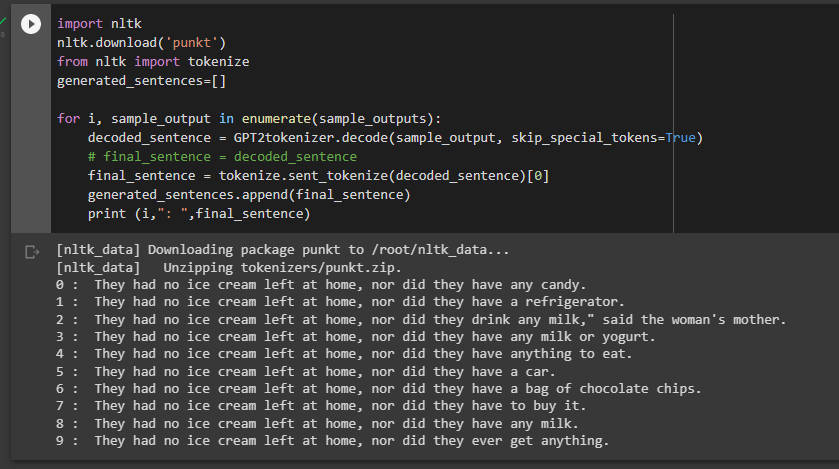 import nltk
nltk.download('punkt')
from nltk import tokenize
generated_sentences=[]
for i, sample_output in enumerate(sample_outputs):
    decoded_sentence = GPT2tokenizer.decode(sample_output, skip_special_tokens=True)
    # final_sentence = decoded_sentence
    final_sentence = tokenize.sent_tokenize(decoded_sentence)[0]
    generated_sentences.append(final_sentence)
    print (i,": ",final_sentence)
[nltk_data] Downloading package punkt to /root/nltk_data...
[nltk_data]   Unzipping tokenizers/punkt.zip.
0 :  They had no ice cream left at home, nor did they have any candy.
1 :  They had no ice cream left at home, nor did they have a refrigerator.
2 :  They had no ice cream left at home, nor did they drink any milk," said the woman's mother.
3 :  They had no ice cream left at home, nor did they have any milk or yogurt.
4 :  They had no ice cream left at home, nor did they have anything to eat.
5 :  They had no ice cream left at home, nor did they have a car.
6 :  They had no ice cream left at home, nor did they have a bag of chocolate chips.
7 :  They had no ice cream left at home, nor did they have to buy it.
8 :  They had no ice cream left at home, nor did they have any milk.
9 :  They had no ice cream left at home, nor did they ever get anything.